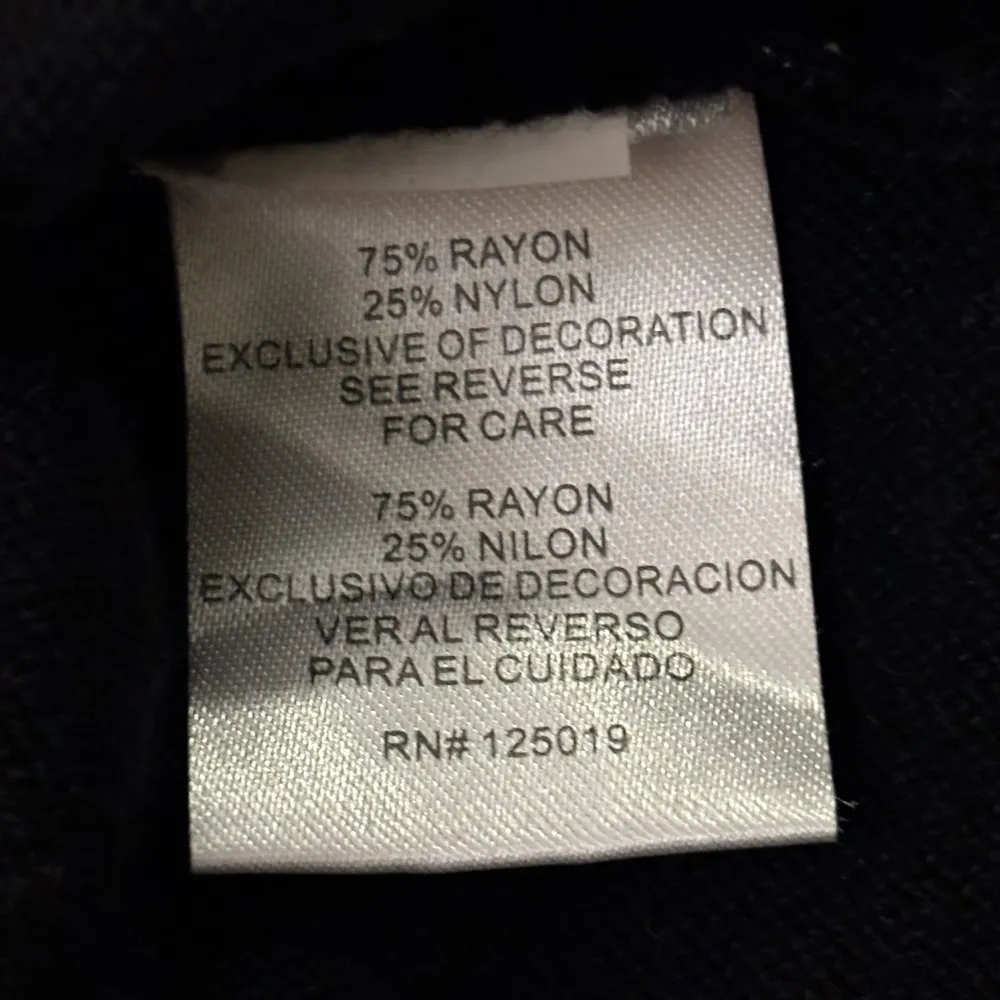 75% RAYON
25% NYLON
EXCLUSIVE OF DECORATION
SEE REVERSE
FOR CARE
75% RAYON
25% NILON
EXCLUSIVO DE DECORACION
VER AL REVERSO
PARA EL CUIDADO
RN# 125019